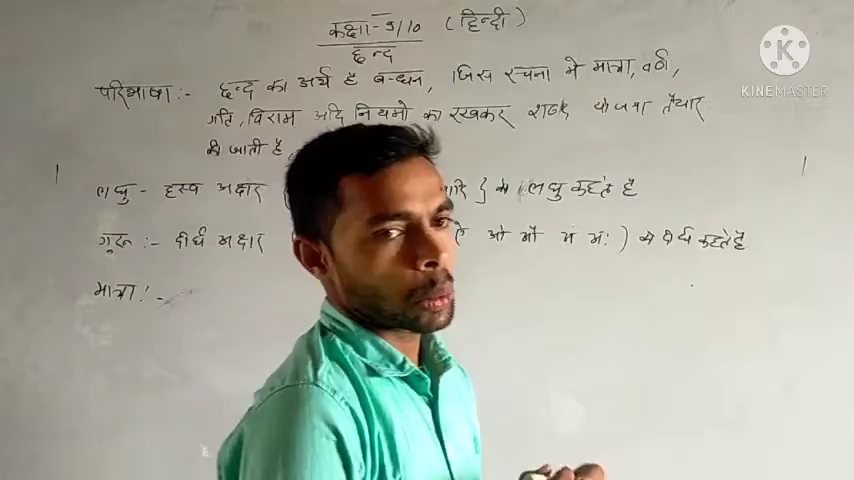 कक्षा-9/10 (हिन्दी)
छन्द
KINEMASTER
परिभाषा:- छन्द का अर्थ है बन्धन, जिस रचना मे मात्रा, वर्ण,
गति, विराम आदि नियमो का रखकर शब्द योजना तैयार
की जाती है,
लघु - ह्रस्व अक्षर { } को लघु कहते है
गुरू :- दीर्घ अक्षर ओ औ अं अः ) को दीर्घ कहते है
मात्रा :-